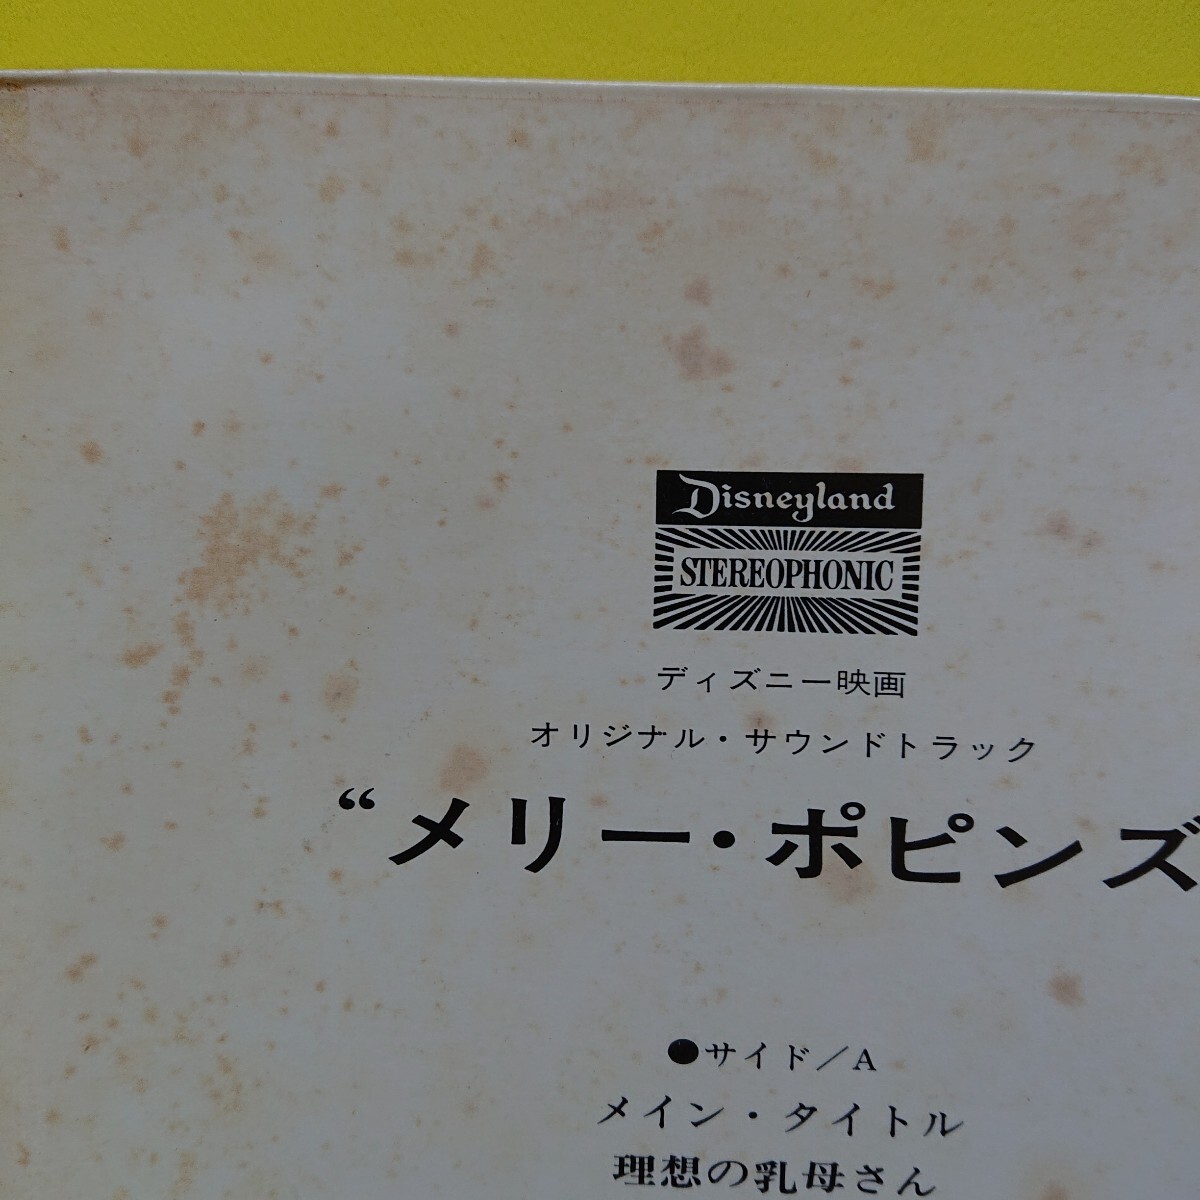 Disneyland
STEREOPHONIC
ディズニー映画
オリジナル・サウンドトラック
“メリー・ポピンズ
●サイド/A
メイン・タイトル
理想の乳母さん